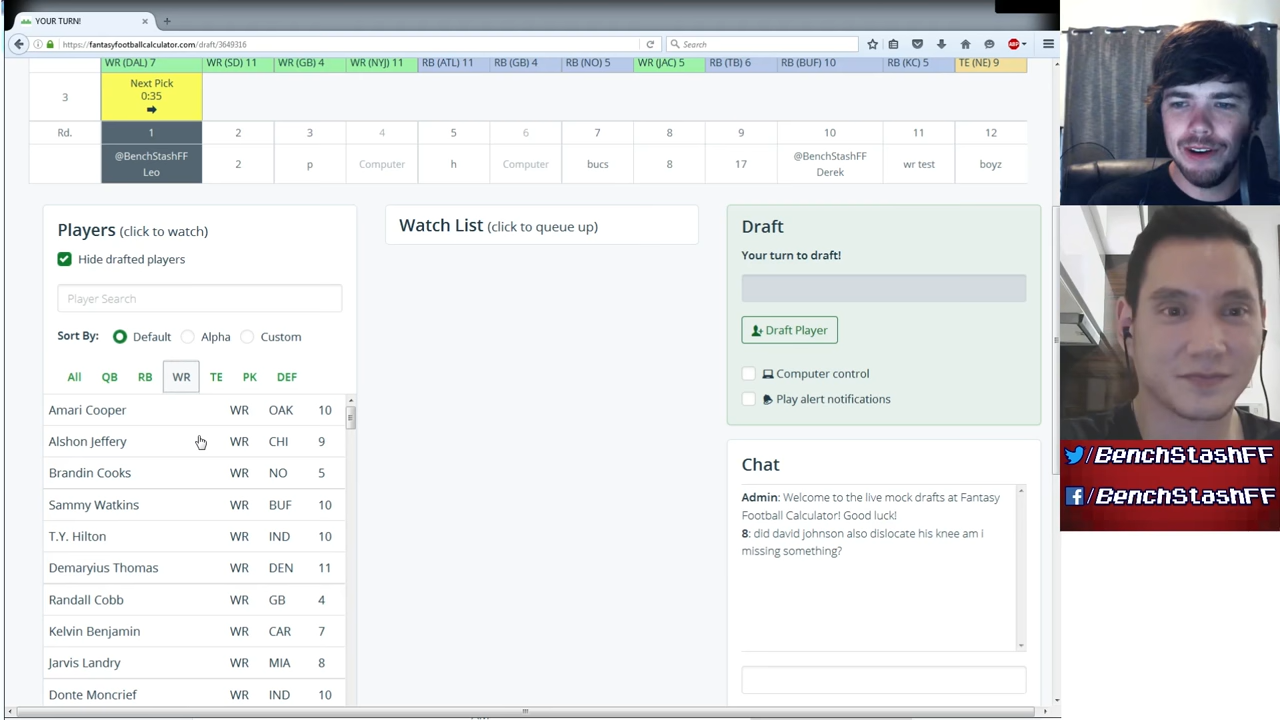 YOUR TURN!
https://fantasyfootballcalculator.com/draft/3649316
Search
ABP
WR (DAL) 7 WR (SD) 11 WR (GB) 4 WR (NYJ) 11 RB (ATL) 11 RB (GB) 4 RB (NO) 5 WR (JAC) 5 RB (TB) 6 RB (BUF) 10 RB (KC) 5 TE (NE) 9
3 Next Pick
0:35
Rd. 1 2 3 4 5 6 7 8 9 10 11 12
@BenchStashFF Leo 2 p Computer h Computer bucs 8 17 @BenchStashFF Derek wr test boyz
Players (click to watch)
Hide drafted players
Player Search
Sort By: Default Alpha Custom
All QB RB WR TE PK DEF
Amari Cooper WR OAK 10
Alshon Jeffery WR CHI 9
Brandin Cooks WR NO 5
Sammy Watkins WR BUF 10
T.Y. Hilton WR IND 10
Demaryius Thomas WR DEN 11
Randall Cobb WR GB 4
Kelvin Benjamin WR CAR 7
Jarvis Landry WR MIA 8
Donte Moncrief WR IND 10
Watch List (click to queue up)
Draft
Your turn to draft!
Draft Player
Computer control
Play alert notifications
Chat
Admin: Welcome to the live mock drafts at Fantasy
Football Calculator! Good luck!
8: did david johnson also dislocate his knee am i
missing something?
/BenchStashFF
/BenchStashFF